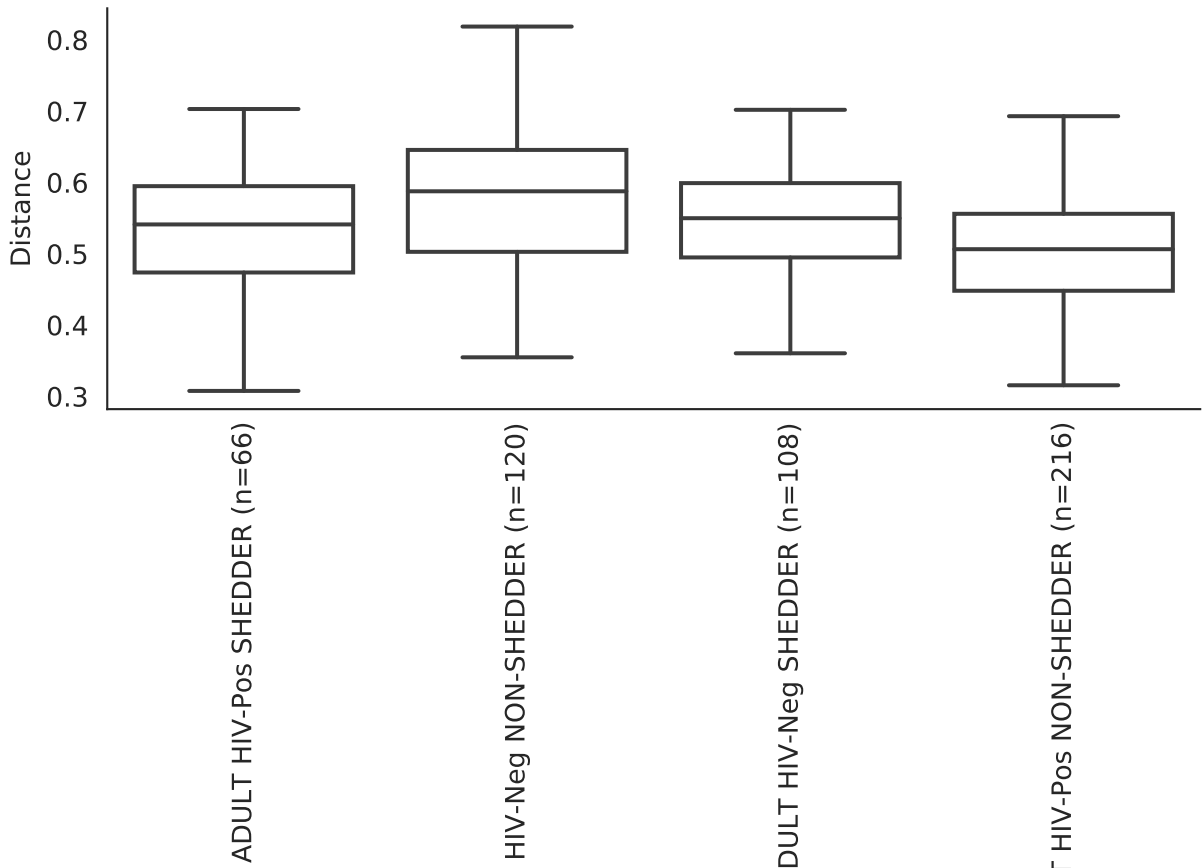 0.8
0.7
0.6
0.5
0.4
0.3
Distance
ADULT HIV-Pos SHEDDER (n=66)
HIV-Neg NON-SHEDDER (n=120)
DULT HIV-Neg SHEDDER (n=108)
T HIV-Pos NON-SHEDDER (n=216)